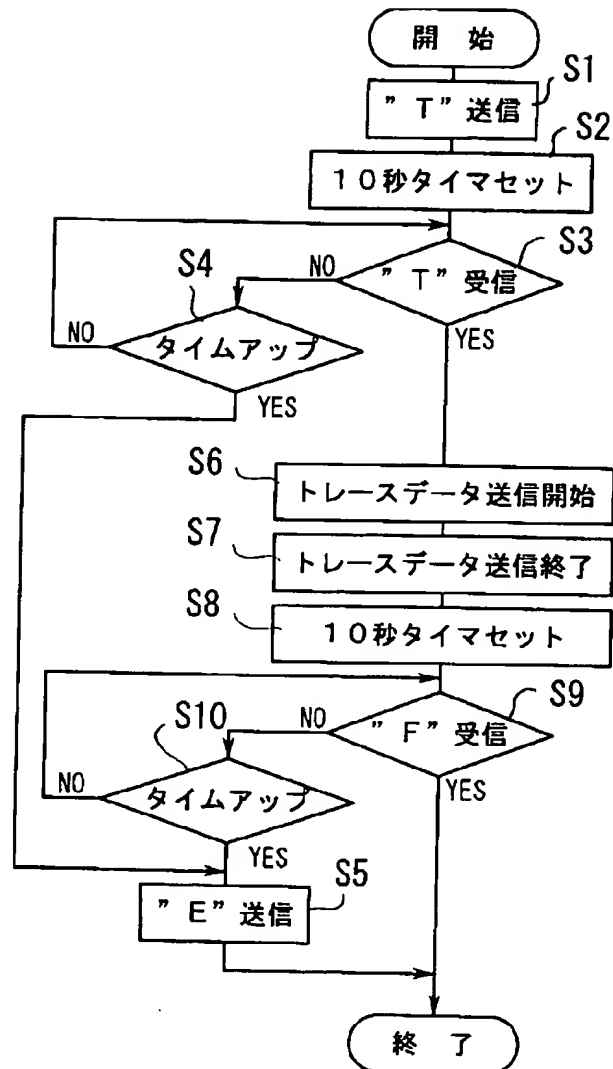 開 始
S1
”T”送信
S2
10秒タイマセット
S3
”T”受信
NO
YES
S4
タイムアップ
NO
YES
S6
トレースデータ送信開始
S7
トレースデータ送信終了
S8
10秒タイマセット
S9
”F”受信
NO
YES
S10
タイムアップ
NO
YES
S5
”E”送信
終 了